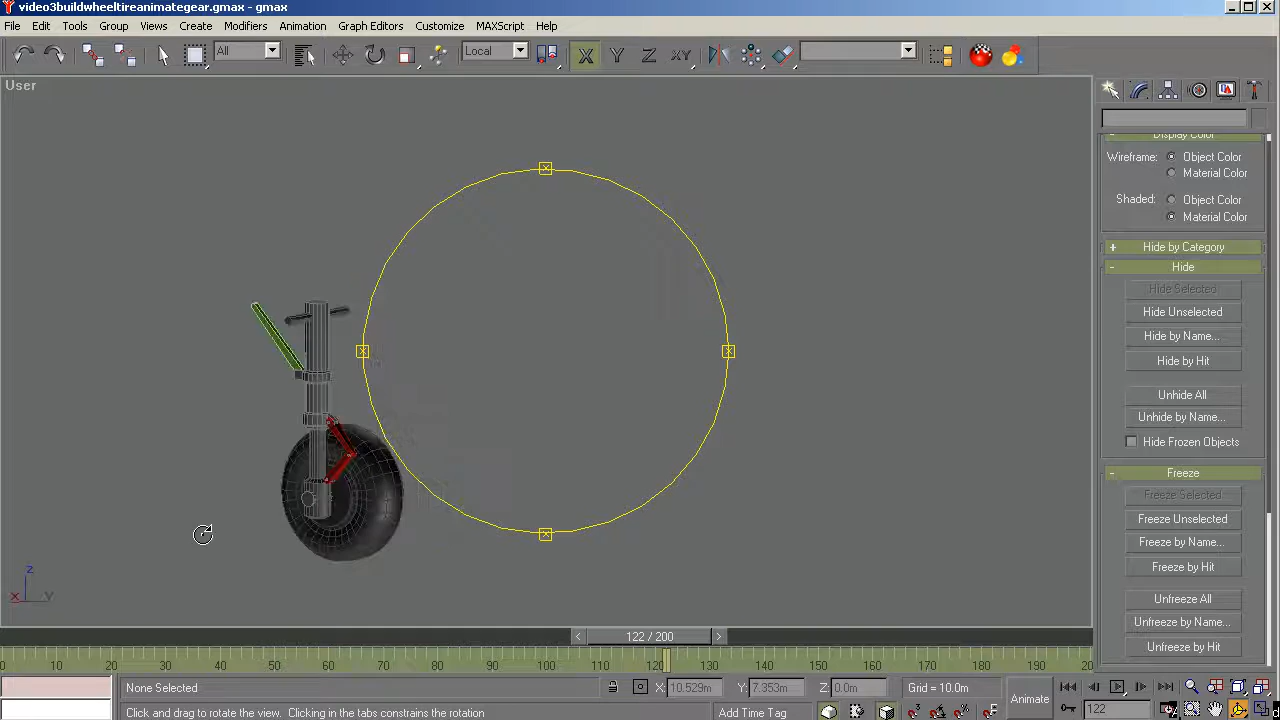 video3buildwheeltireanimategear.gmax - gmax
File Edit Tools Group Views Create Modifiers Animation Graph Editors Customize MAXScript Help
All Local X Y Z XY
User
Display Color
Wireframe: Object Color
Material Color
Shaded: Object Color
Material Color
+ Hide by Category
- Hide
Hide Selected
Hide Unselected
Hide by Name...
Hide by Hit
Unhide All
Unhide by Name...
Hide Frozen Objects
- Freeze
Freeze Selected
Freeze Unselected
Freeze by Name...
Freeze by Hit
Unfreeze All
Unfreeze by Name...
Unfreeze by Hit
z
x y
< 122 / 200 >
0 10 20 30 40 50 60 70 80 90 100 110 120 130 140 150 160 170 180 190 20
None Selected X: 10.529m Y: 7.353m Z: 0.0m Grid = 10.0m Animate
Click and drag to rotate the view. Clicking in the tabs constrains the rotation Add Time Tag 122